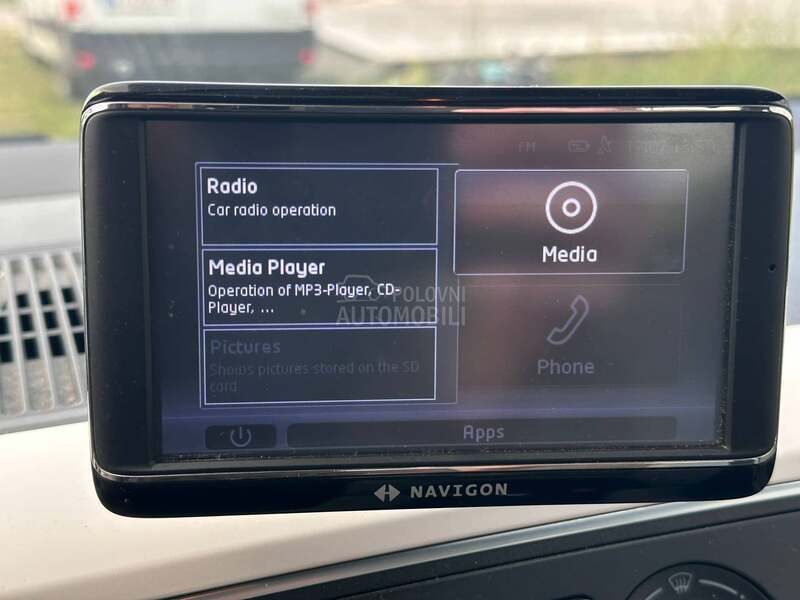 FM
Radio
Car radio operation
Media
Media Player
Operation of MP3-Player, CD-
Player, ...
POLOVNI
AUTOMOBILI
Pictures
Shows pictures stored on the SD
card
Phone
Apps
NAVIGON